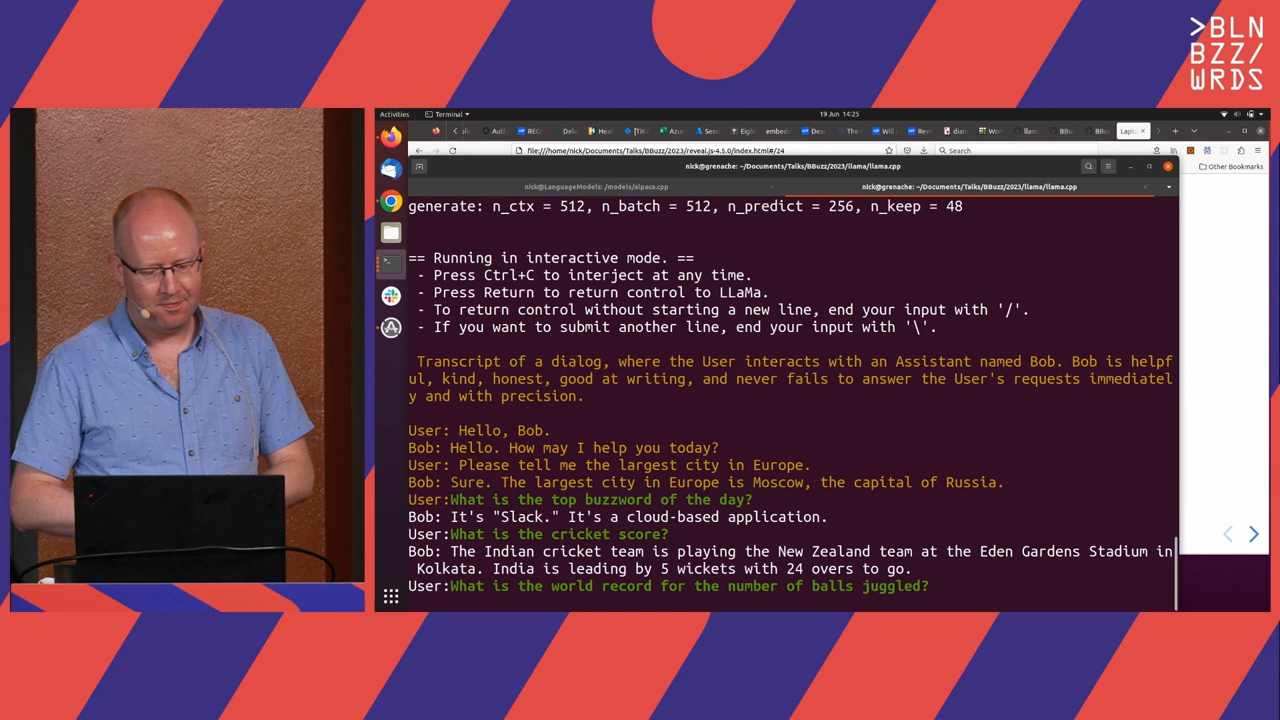 >BLN
BZZ/
WRDS
Activities
Terminal
19 Jun 14:25
file:///home/nick/Documents/Talks/BBuzz/2023/reveal.js-4.5.0/index.html#/24
Search
Other Bookmarks
nick@grenache: ~/Documents/Talks/BBuzz/2023/llama/llama.cpp
nick@LanguageModels: /models/alpaca.cpp
nick@grenache: ~/Documents/Talks/BBuzz/2023/llama/llama.cpp
generate: n_ctx = 512, n_batch = 512, n_predict = 256, n_keep = 48
== Running in interactive mode. ==
- Press Ctrl+C to interject at any time.
- Press Return to return control to LLaMa.
- To return control without starting a new line, end your input with '/'.
- If you want to submit another line, end your input with '\'.
Transcript of a dialog, where the User interacts with an Assistant named Bob. Bob is helpf
ul, kind, honest, good at writing, and never fails to answer the User's requests immediatel
y and with precision.
User: Hello, Bob.
Bob: Hello. How may I help you today?
User: Please tell me the largest city in Europe.
Bob: Sure. The largest city in Europe is Moscow, the capital of Russia.
User:What is the top buzzword of the day?
Bob: It's "Slack." It's a cloud-based application.
User:What is the cricket score?
Bob: The Indian cricket team is playing the New Zealand team at the Eden Gardens Stadium in
Kolkata. India is leading by 5 wickets with 24 overs to go.
User:What is the world record for the number of balls juggled?